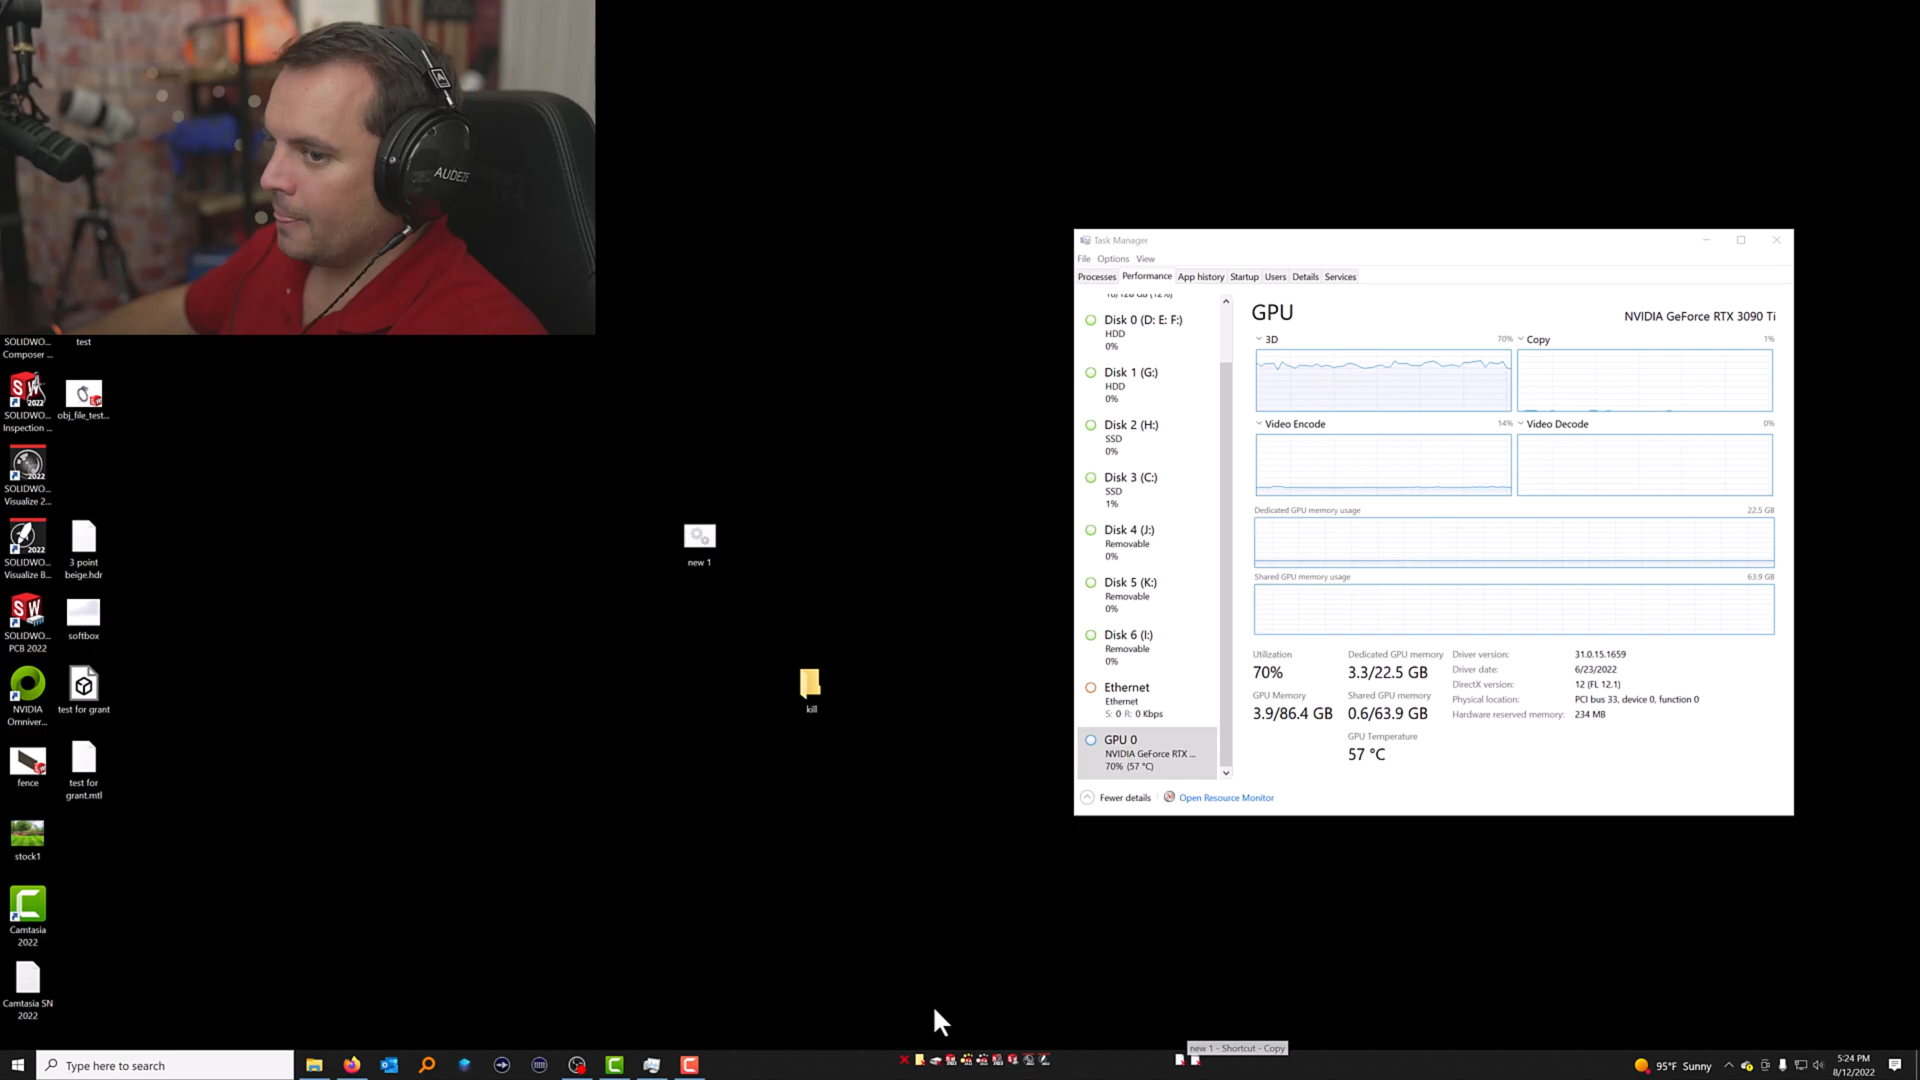 AUDEZE
SOLIDWO...
Composer ...
test
2022
SOLIDWO...
Inspection ...
obj_file_test...
2022
SOLIDWO...
Visualize 2...
2022
SOLIDWO...
Visualize B...
3 point
beige.hdr
SOLIDWO...
PCB 2022
softbox
NVIDIA
Omniver...
test for grant
fence
test for
grant.mtl
stock1
Camtasia
2022
Camtasia SN
2022
new 1
kill
Task Manager
File Options View
Processes Performance App history Startup Users Details Services
Disk 0 (D: E: F:)
HDD
0%
Disk 1 (G:)
HDD
0%
Disk 2 (H:)
SSD
0%
Disk 3 (C:)
SSD
1%
Disk 4 (J:)
Removable
0%
Disk 5 (K:)
Removable
0%
Disk 6 (I:)
Removable
0%
Ethernet
Ethernet
S: 0 R: 0 Kbps
GPU 0
NVIDIA GeForce RTX ...
70% (57 °C)
GPU
NVIDIA GeForce RTX 3090 Ti
3D 70%
Copy 1%
Video Encode 14%
Video Decode 0%
Dedicated GPU memory usage 22.5 GB
Shared GPU memory usage 63.9 GB
Utilization
70%
Dedicated GPU memory
3.3/22.5 GB
GPU Memory
3.9/86.4 GB
Shared GPU memory
0.6/63.9 GB
GPU Temperature
57 °C
Driver version: 31.0.15.1659
Driver date: 6/23/2022
DirectX version: 12 (FL 12.1)
Physical location: PCI bus 33, device 0, function 0
Hardware reserved memory: 234 MB
Fewer details
Open Resource Monitor
new 1 - Shortcut - Copy
Type here to search
95°F Sunny
5:24 PM
8/12/2022